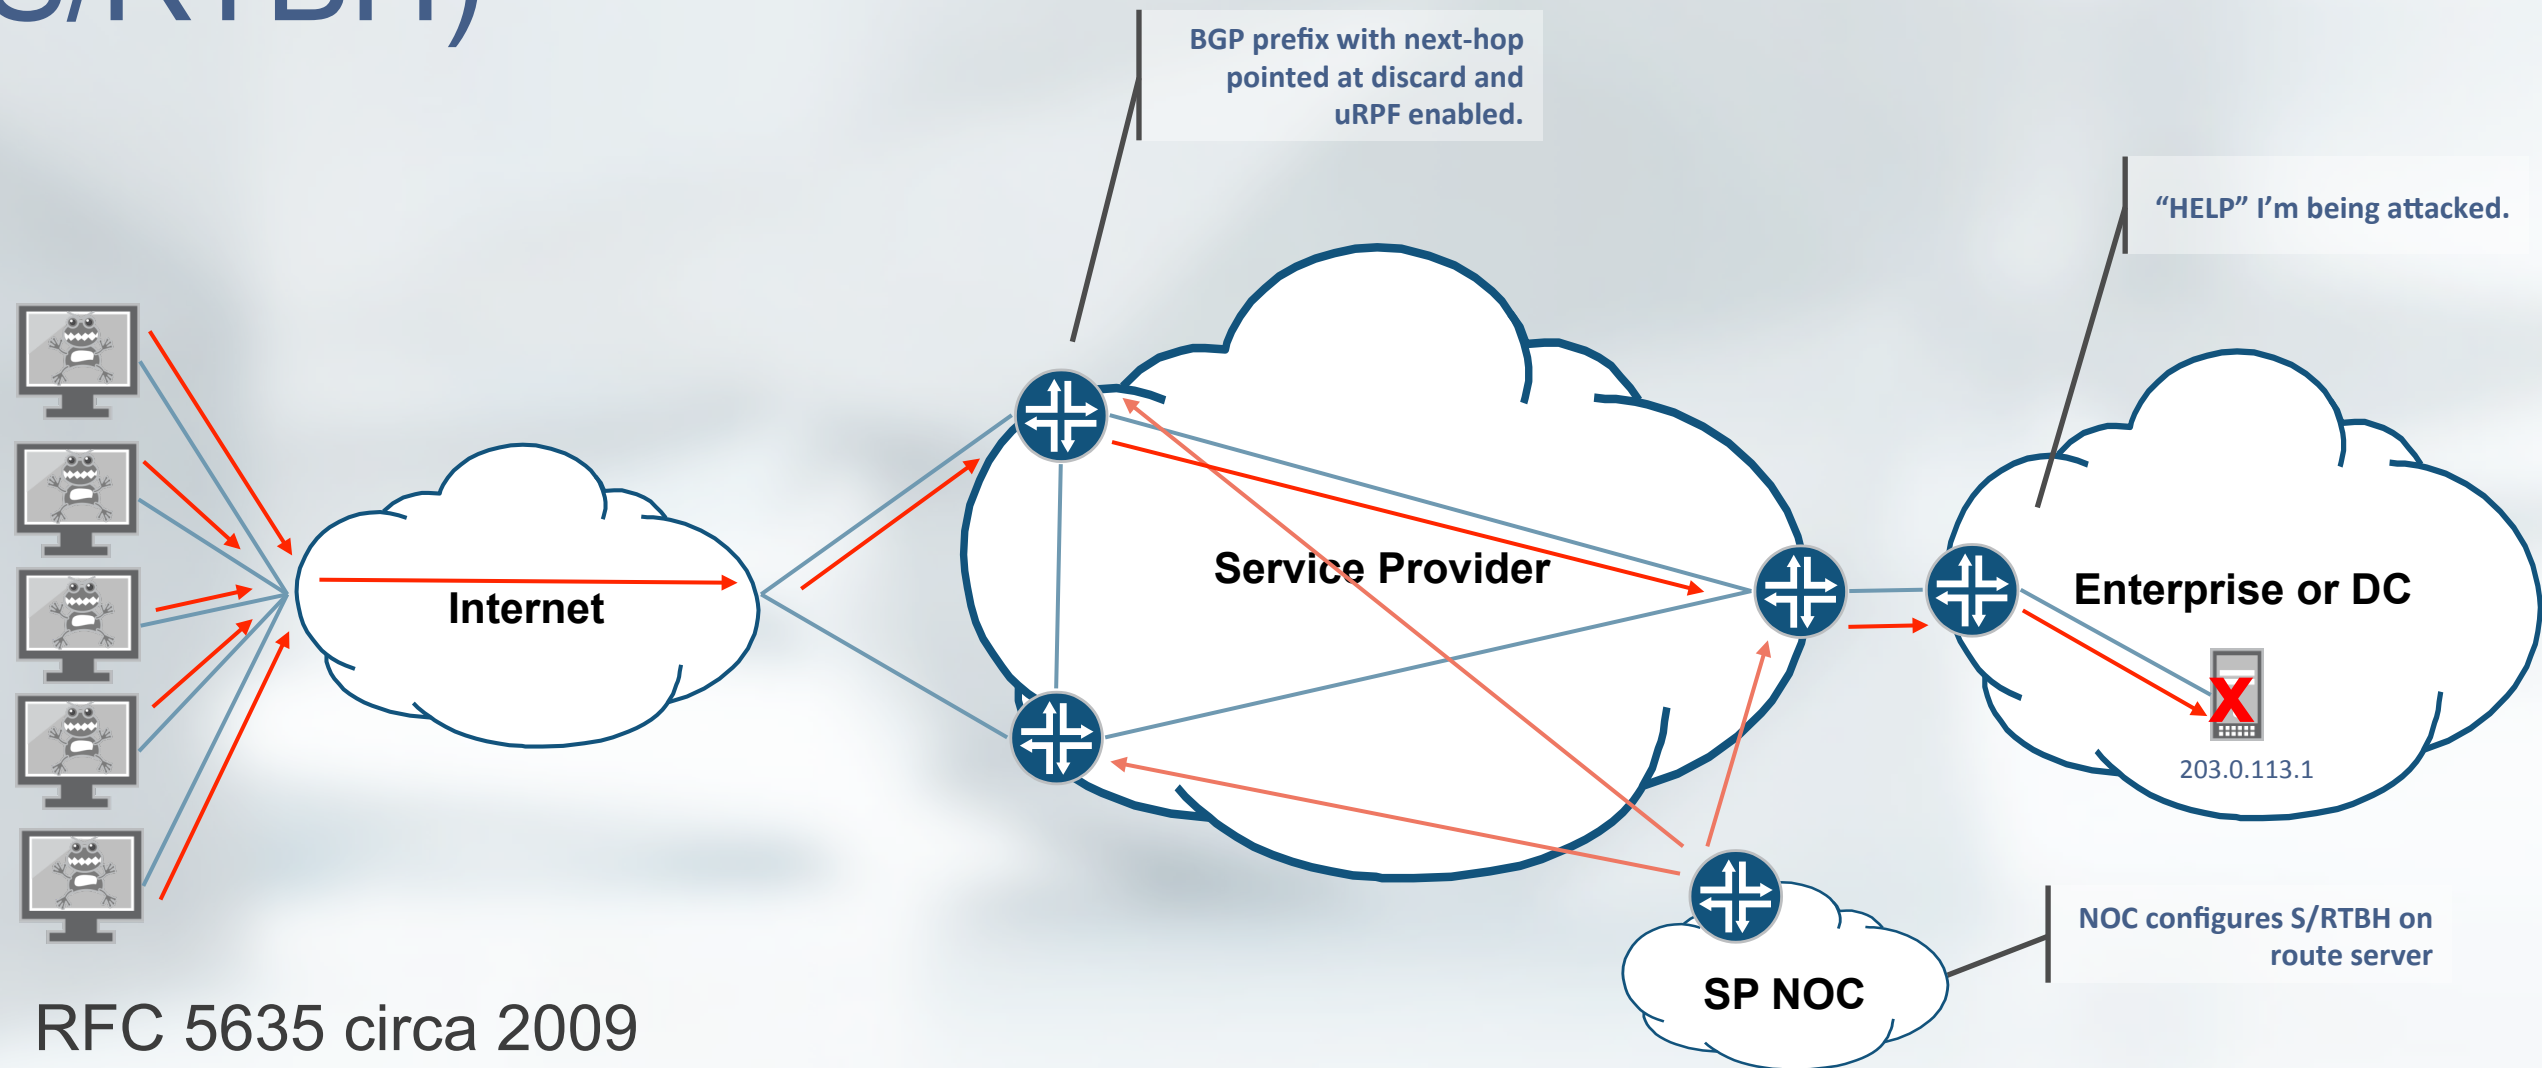 S/RTBH)
BGP prefix with next-hop
pointed at discard and
uRPF enabled.
“HELP” I’m being attacked.
Internet
Service Provider
Enterprise or DC
X
203.0.113.1
NOC configures S/RTBH on
route server
SP NOC
RFC 5635 circa 2009